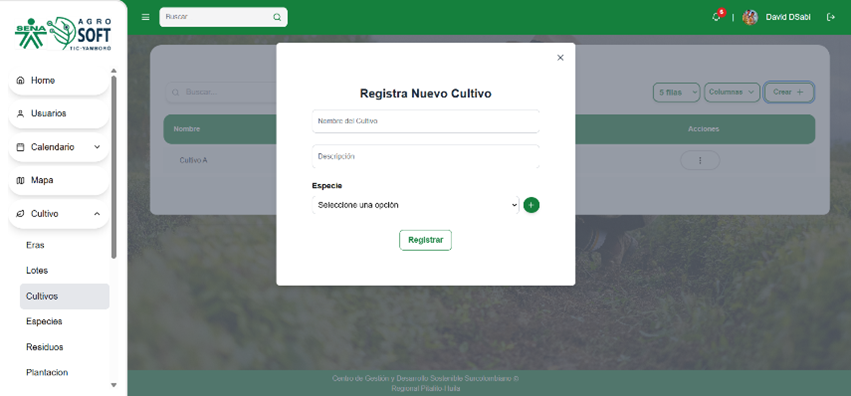 SENA
AGRO
SOFT
TIC-YAMBORO
Buscar
5
David DSabi
Home
Usuarios
Calendario
Mapa
Cultivo
Eras
Lotes
Cultivos
Especies
Residuos
Plantacion
Buscar...
5 filas
Columnas
Crear +
Nombre
Acciones
Cultivo A
Registra Nuevo Cultivo
Nombre del Cultivo
Descripción
Especie
Seleccione una opción
Registrar
Centro de Gestión y Desarrollo Sostenible Surcolombiano ©
Regional Pitalito-Huila